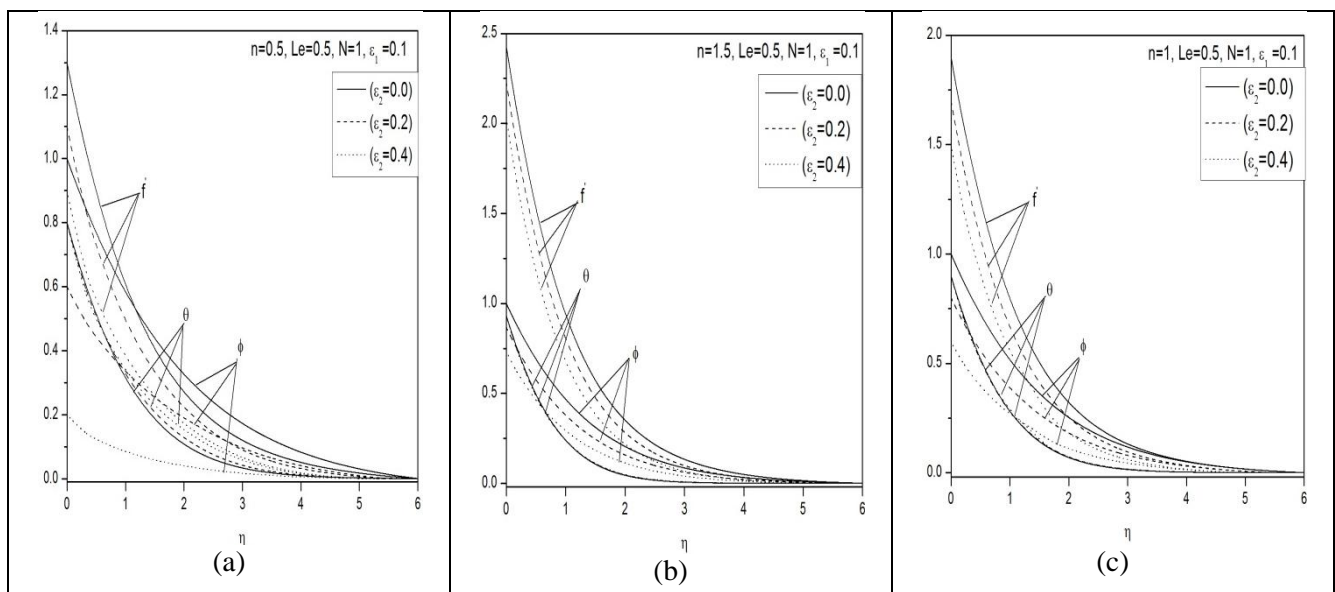 n=0.5, Le=0.5, N=1, ε₁=0.1
(ε₂=0.0)
(ε₂=0.2)
(ε₂=0.4)
1.4
1.2
1.0
0.8
0.6
0.4
0.2
0.0
f'
θ
ϕ
0 1 2 3 4 5 6
η
(a)
n=1.5, Le=0.5, N=1, ε₁=0.1
(ε₂=0.0)
(ε₂=0.2)
(ε₂=0.4)
2.5
2.0
1.5
1.0
0.5
0.0
f'
θ
ϕ
0 1 2 3 4 5 6
η
(b)
n=1, Le=0.5, N=1, ε₁=0.1
(ε₂=0.0)
(ε₂=0.2)
(ε₂=0.4)
2.0
1.5
1.0
0.5
0.0
f'
θ
ϕ
0 1 2 3 4 5 6
η
(c)